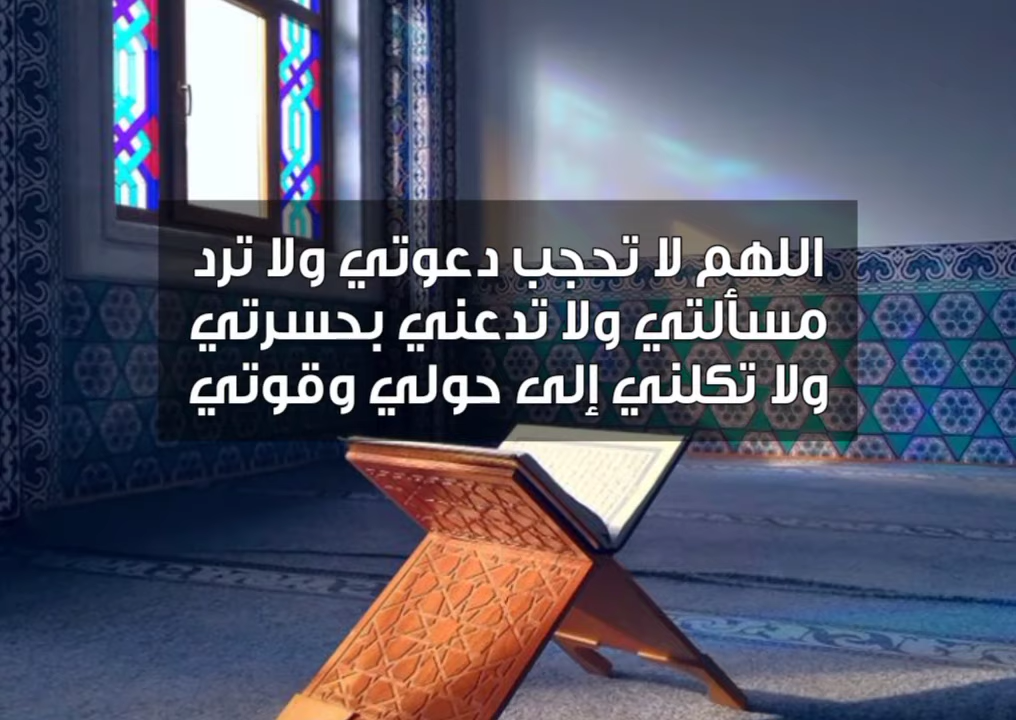 اللهم لا تحجب دعوتي ولا ترد
مسألتي ولا تدعني بحسرتي
ولا تكلني إلى حولي وقوتي